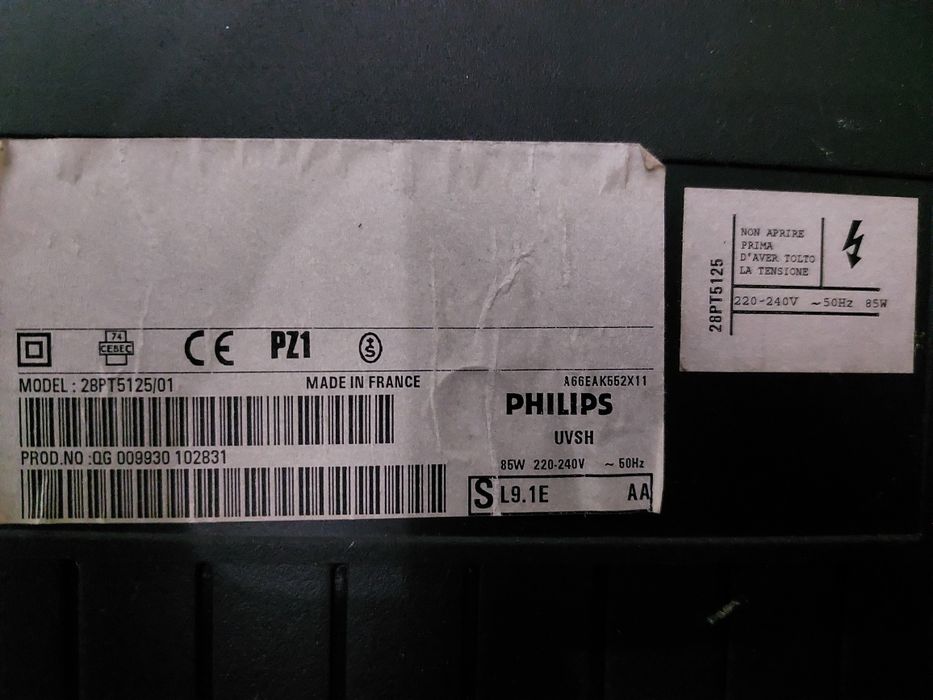 74
CEBEC
CE PZ1 S
MODEL : 28PT5125/01
MADE IN FRANCE
A66EAK552X11
PHILIPS
UVSH
PROD.NO :QG 009930 102831
85W 220-240V ~ 50Hz
S L9.1E AA
28PT5125
NON APRIRE
PRIMA
D'AVER TOLTO
LA TENSIONE
220-240V ~50Hz 85W